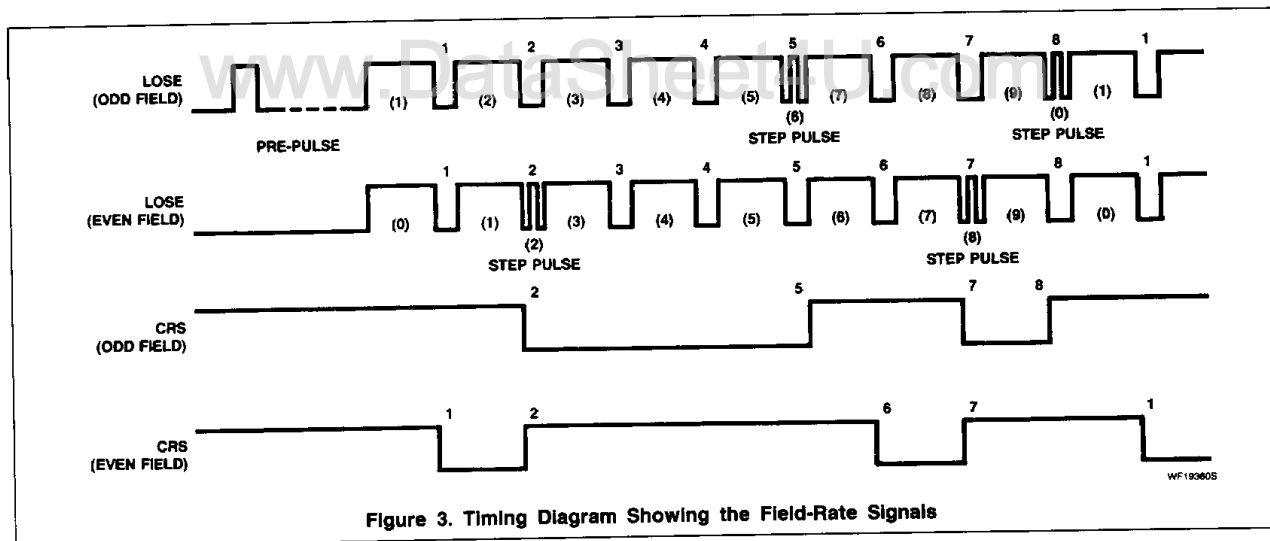 www.DataSheet4U.com
1 2 3 4 5 6 7 8 1
LOSE
(ODD FIELD)
(1) (2) (3) (4) (5) (7) (8) (9) (1)
(6) (0)
PRE-PULSE STEP PULSE STEP PULSE
1 2 3 4 5 6 7 8 1
LOSE
(EVEN FIELD)
(0) (1) (3) (4) (5) (6) (7) (9) (0)
(2) (8)
STEP PULSE STEP PULSE
2 5 7 8
CRS
(ODD FIELD)
1 2 6 7 1
CRS
(EVEN FIELD)
WF19360S
Figure 3. Timing Diagram Showing the Field-Rate Signals